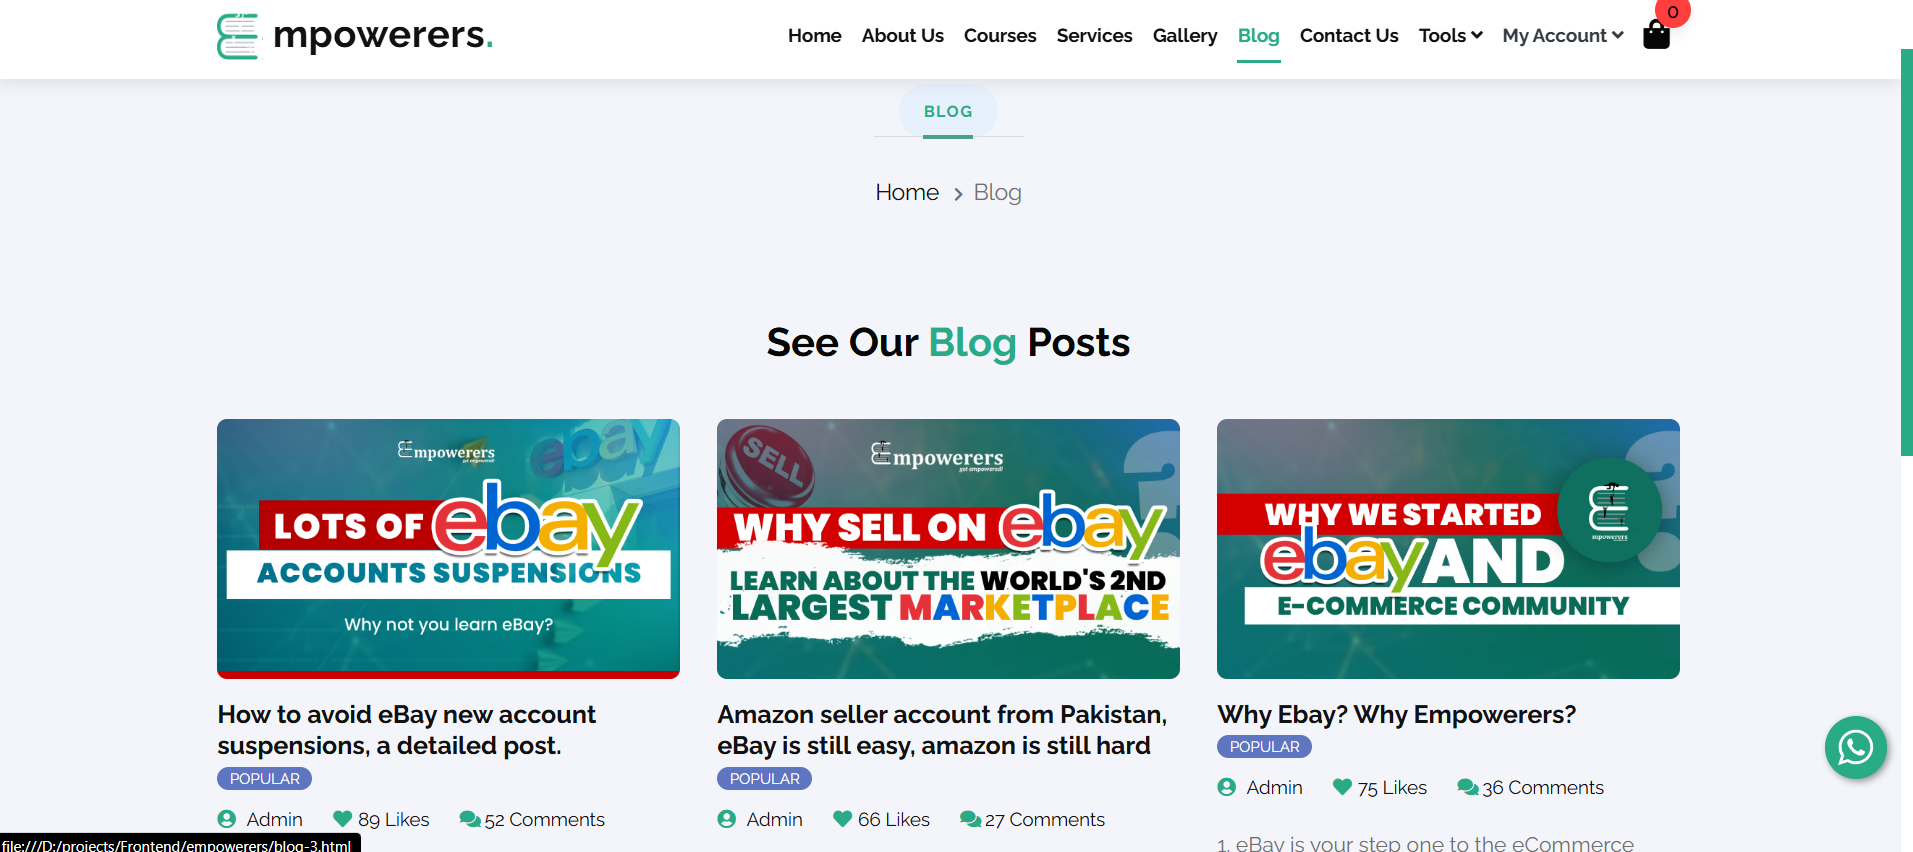 mpowerers.
Home About Us Courses Services Gallery Blog Contact Us Tools My Account 0
BLOG
Home Blog
See Our Blog Posts
Empowerers
get empowered!
ebay
LOTS OF ebay
ACCOUNTS SUSPENSIONS
Why not you learn eBay?
How to avoid eBay new account
suspensions, a detailed post.
POPULAR
Admin 89 Likes 52 Comments
SELL
Empowerers
get empowered!
WHY SELL ON ebay
LEARN ABOUT THE WORLD'S 2ND
LARGEST MARKETPLACE
Amazon seller account from Pakistan,
eBay is still easy, amazon is still hard
POPULAR
Admin 66 Likes 27 Comments
mpowerers
WHY WE STARTED
ebay AND
E-COMMERCE COMMUNITY
Why Ebay? Why Empowerers?
POPULAR
Admin 75 Likes 36 Comments
1. eBay is your step one to the eCommerce
file:///D:/projects/Frontend/empowerers/blog-3.html